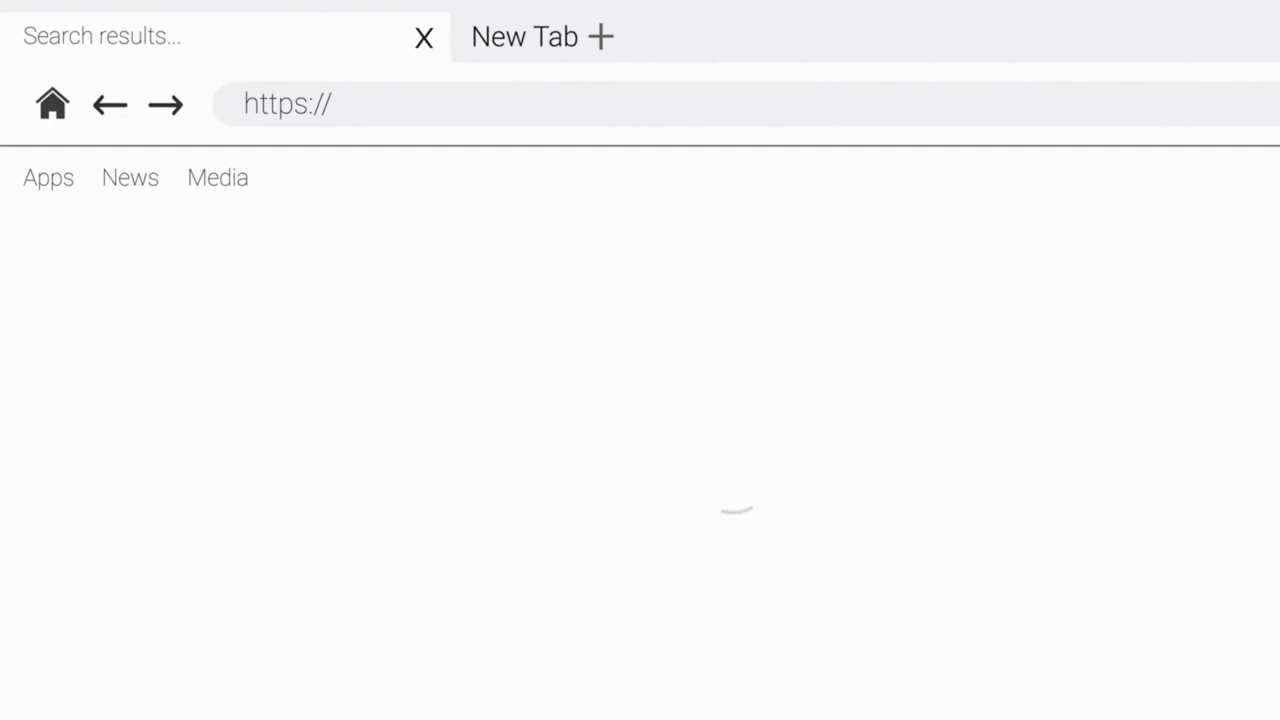 Search results...
X
New Tab +
https://
Apps News Media